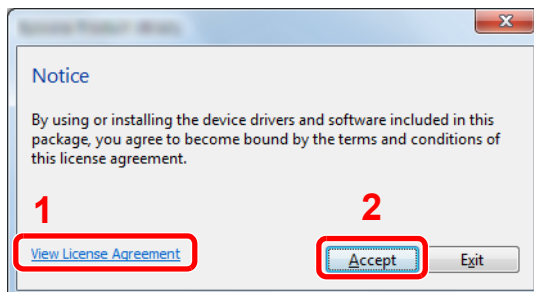 Notice
By using or installing the device drivers and software included in this
package, you agree to become bound by the terms and conditions of
this license agreement.
1
2
View License Agreement
Accept
Exit